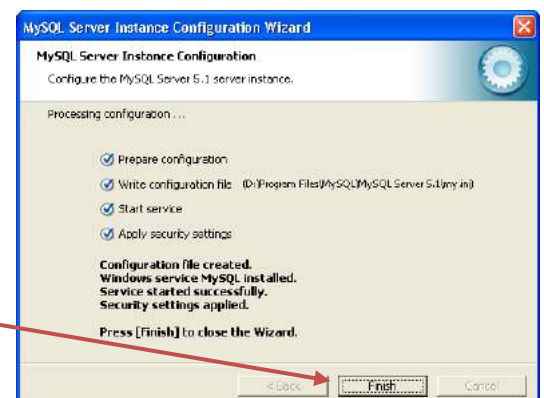 MySQL Server Instance Configuration Wizard
MySQL Server Instance Configuration
Configure the MySQL Server 5.1 server instance.
Processing configuration ...
Prepare configuration
Write configuration file (D:\Program Files\MySQL\MySQL Server 5.1\my.ini)
Start service
Apply security settings
Configuration file created.
Windows service MySQL installed.
Service started successfully.
Security settings applied.
Press [Finish] to close the Wizard.
< Back Finish Cancel